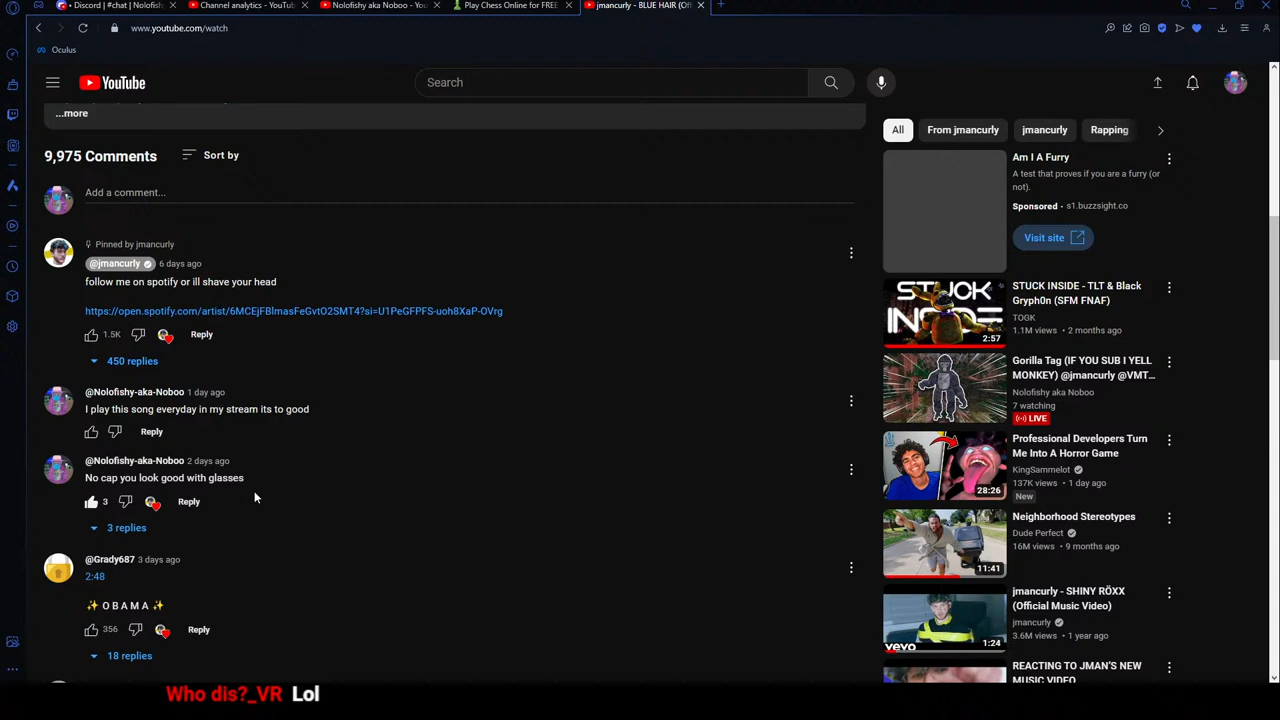 Discord | #chat | Nolofishy
Channel analytics - YouTube
Nolofishy aka Noboo - You
Play Chess Online for FREE
jmancurly - BLUE HAIR (Of
www.youtube.com/watch
Oculus
YouTube
Search
...more
All
From jmancurly
jmancurly
Rapping
9,975 Comments
Sort by
Add a comment...
Pinned by jmancurly
@jmancurly
6 days ago
follow me on spotify or ill shave your head
https://open.spotify.com/artist/6MCEjFBlmasFeGvtO2SMT4?si=U1PeGFPFS-uoh8XaP-OVrg
1.5K
Reply
450 replies
@Nolofishy-aka-Noboo 1 day ago
I play this song everyday in my stream its to good
Reply
@Nolofishy-aka-Noboo 2 days ago
No cap you look good with glasses
3
Reply
3 replies
@Grady687 3 days ago
2:48
✨ O B A M A ✨
356
Reply
18 replies
Am I A Furry
A test that proves if you are a furry (or
not).
Sponsored · s1.buzzsight.co
Visit site
STUCK
INSIDE
2:57
STUCK INSIDE - TLT & Black
Gryph0n (SFM FNAF)
TOGK
1.1M views • 2 months ago
Gorilla Tag (IF YOU SUB I YELL
MONKEY) @jmancurly @VMT...
Nolofishy aka Noboo
7 watching
LIVE
28:26
Professional Developers Turn
Me Into A Horror Game
KingSammelot
137K views • 1 day ago
New
11:41
Neighborhood Stereotypes
Dude Perfect
16M views • 9 months ago
vevo
1:24
jmancurly - SHINY RÖXX
(Official Music Video)
jmancurly
3.6M views • 1 year ago
REACTING TO JMAN'S NEW
MUSIC VIDEO
Who dis?_VR Lol